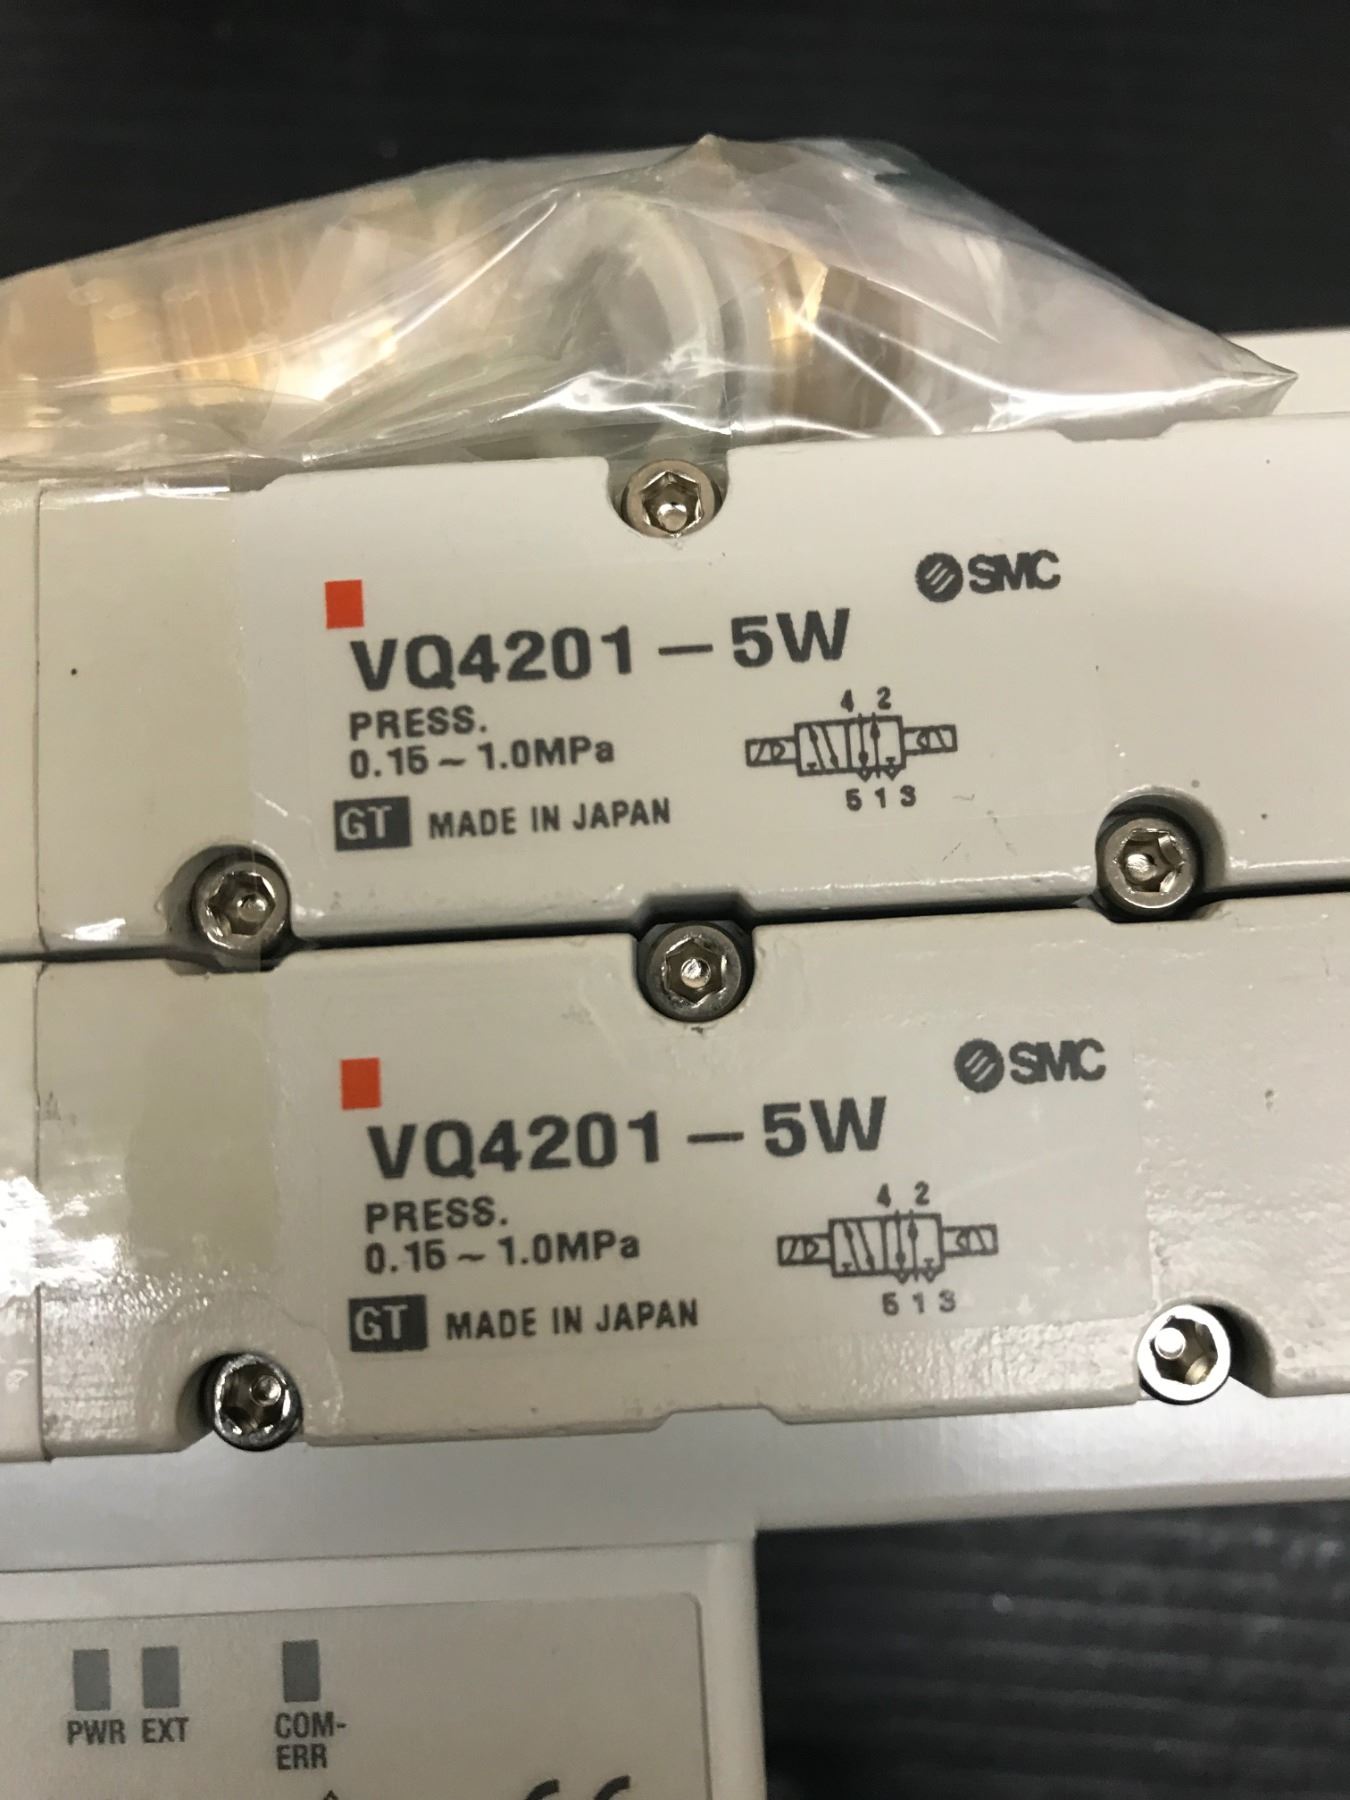 SMC
VQ4201-5W
PRESS.
0.15~1.0MPa
4 2
5 1 3
GT MADE IN JAPAN
SMC
VQ4201-5W
PRESS.
0.15~1.0MPa
4 2
5 1 3
GT MADE IN JAPAN
PWR EXT COM-
ERR